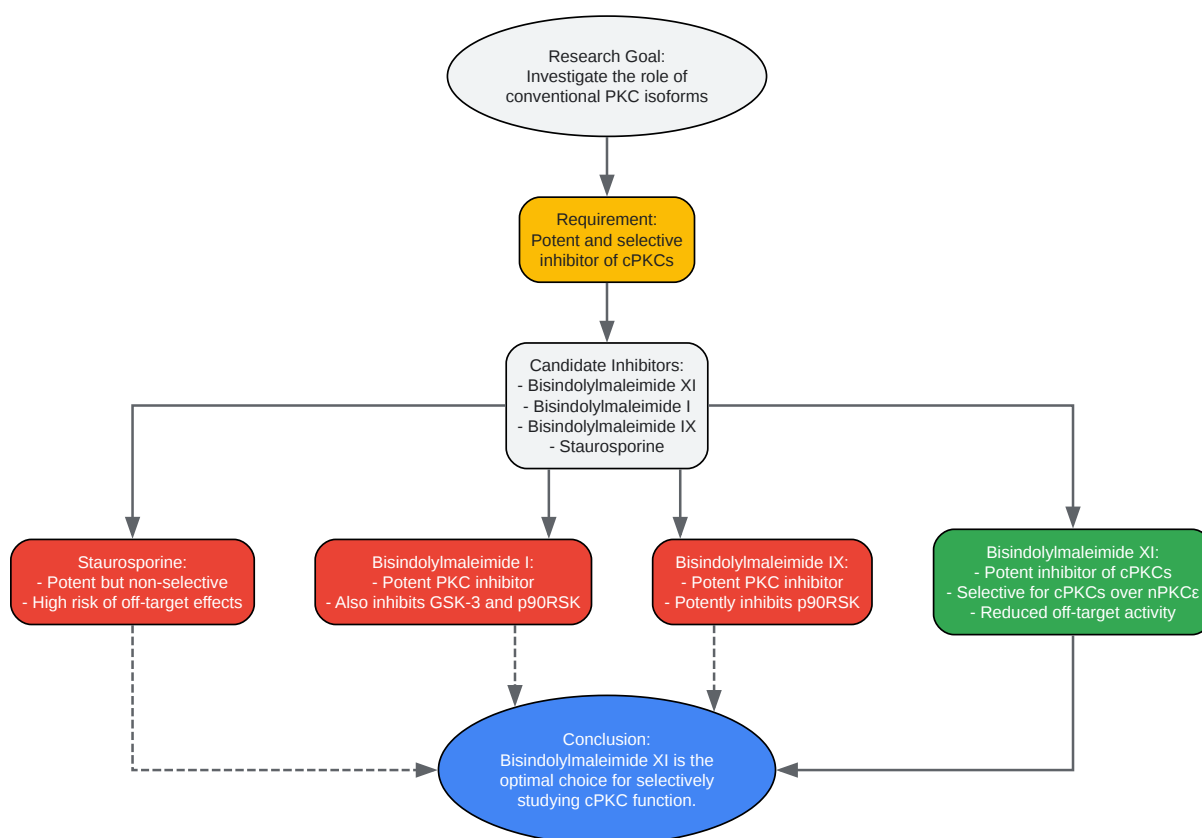 Research Goal:
Investigate the role of
conventional PKC isoforms
Requirement:
Potent and selective
inhibitor of cPKCs
Candidate Inhibitors:
- Bisindolylmaleimide XI
- Bisindolylmaleimide I
- Bisindolylmaleimide IX
- Staurosporine
Staurosporine:
- Potent but non-selective
- High risk of off-target effects
Bisindolylmaleimide I:
- Potent PKC inhibitor
- Also inhibits GSK-3 and p90RSK
Bisindolylmaleimide IX:
- Potent PKC inhibitor
- Potently inhibits p90RSK
Bisindolylmaleimide XI:
- Potent inhibitor of cPKCs
- Selective for cPKCs over nPKCε
- Reduced off-target activity
Conclusion:
Bisindolylmaleimide XI is the
optimal choice for selectively
studying cPKC function.